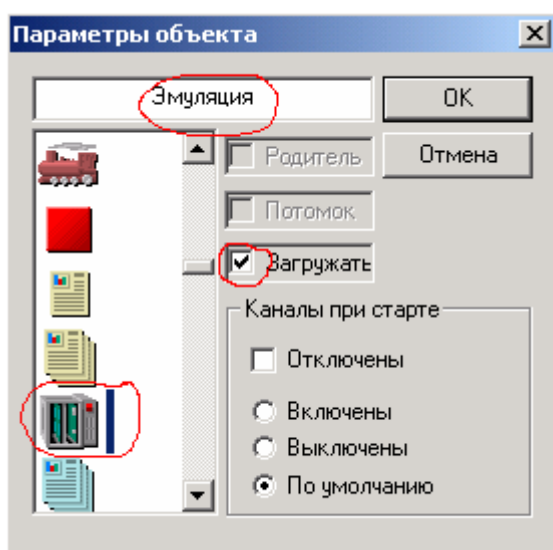 Параметры объекта
Эмуляция
OK
Отмена
Родитель
Потомок
Загружать
Каналы при старте
Отключены
Включены
Выключены
По умолчанию